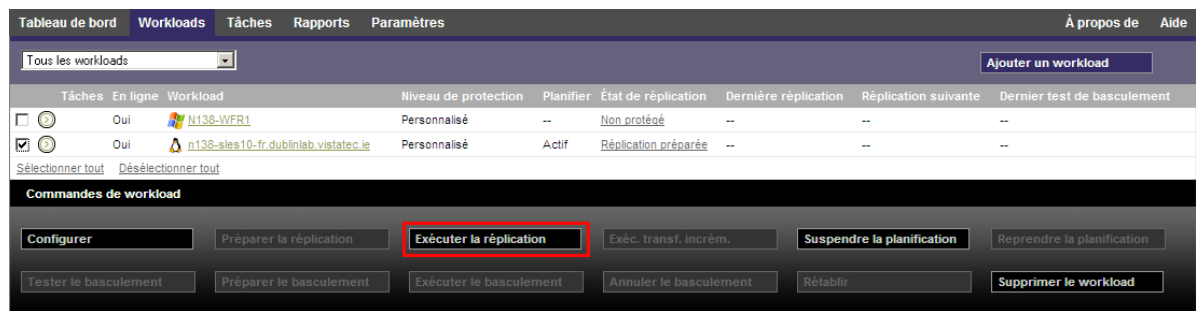 Tableau de bord Workloads Tâches Rapports Paramètres À propos de Aide
Tous les workloads Ajouter un workload
Tâches En ligne Workload Niveau de protection Planifier État de réplication Dernière réplication Réplication suivante Dernier test de basculement
Oui N138-WFR1 Personnalisé -- Non protégé -- -- --
Oui n138-sles10-fr.dublinlab.vistatec.ie Personnalisé Actif Réplication préparée -- -- --
Sélectionner tout Désélectionner tout
Commandes de workload
Configurer Préparer la réplication Exécuter la réplication Exéc. transf. incrém. Suspendre la planification Reprendre la planification
Tester le basculement Préparer le basculement Exécuter le basculement Annuler le basculement Rétablir Supprimer le workload